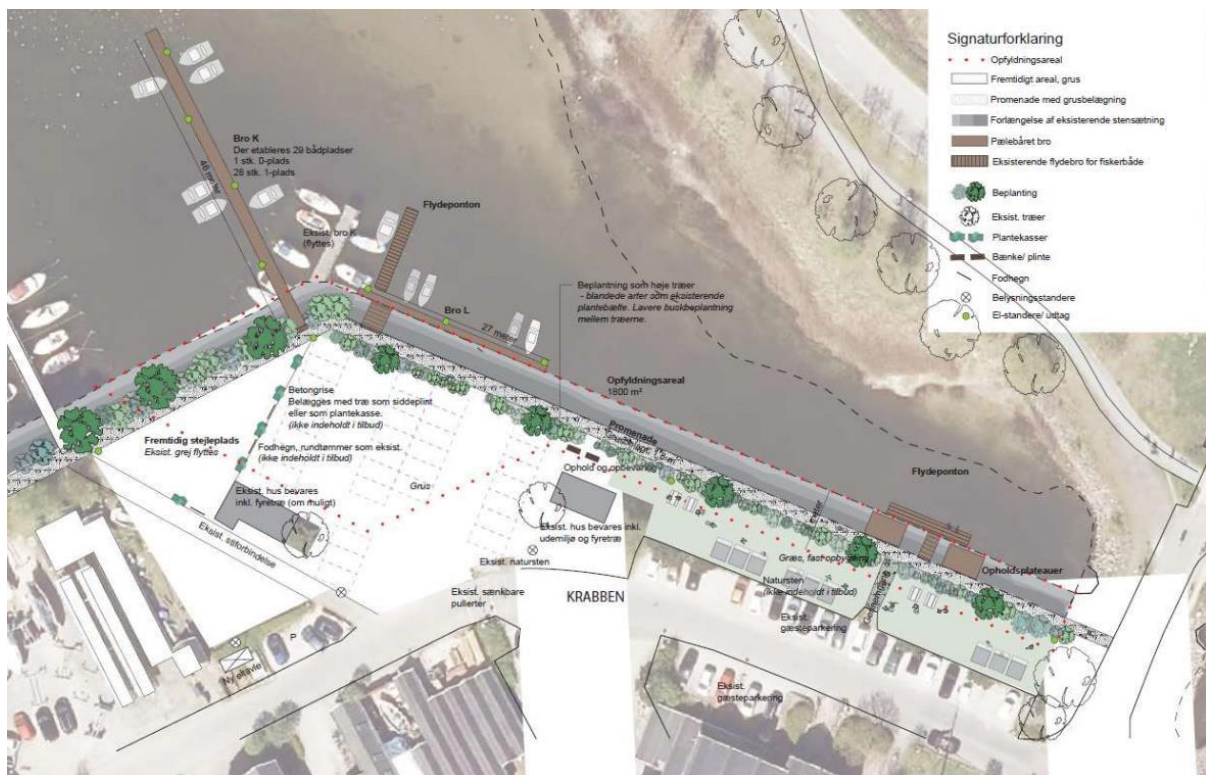 Signaturforklaring
Opfyldningsareal
Fremtidigt areal, grus
Promenade med grusbelægning
Forlængelse af eksisterende stensætning
Pælebåret bro
Eksisterende flydebro for fiskerbåde
Beplanting
Eksist. træer
Plantekasser
Bænke/ plinte
Fodhegn
Belysningsstandere
El-standere/ udtag
Bro K
Der etableres 29 bådpladser
1 stk. 0-plads
28 stk. 1-plads
46 meter
Flydeponton
Eksist. bro K
(flyttes)
Beplantning som høje træer
- blandede arter som eksisterende
plantebælte. Lavere buskbeplantning
mellem træerne.
Bro L
27 meter
Opfyldningsareal
1800 m²
Betongrise
Belægges med træ som siddeplint
eller som plantekasse.
(ikke indeholdt i tilbud)
Promenade
Fremtidig stejleplads
Eksist. grej flyttes
Fodhegn, rundtømmer som eksist.
(ikke indeholdt i tilbud)
Ophold og opbevaring
Flydeponton
Grus
Eksist. hus bevares
inkl. fyretræ (om muligt)
Eksist. hus bevares inkl.
udemiljø og fyretræ
Eksist. stiforbindelse
Eksist. natursten
Græs, fast
Opholdsplateauer
Natursten
(ikke indeholdt i tilbud)
Eksist. sænkbare
pullerter
KRABBEN
Eksist.
gæsteparkering
P
Ny eltavle
Eksist.
gæsteparkering